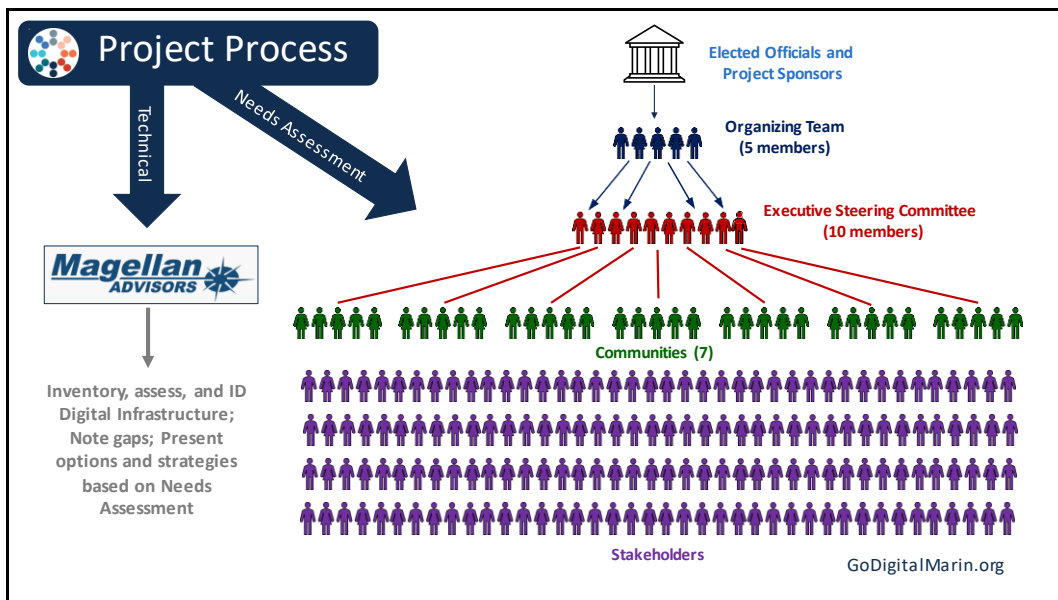 Project Process
Technical
Needs Assessment
Magellan
ADVISORS
Inventory, assess, and ID
Digital Infrastructure;
Note gaps; Present
options and strategies
based on Needs
Assessment
Elected Officials and
Project Sponsors
Organizing Team
(5 members)
Executive Steering Committee
(10 members)
Communities (7)
Stakeholders
GoDigitalMarin.org